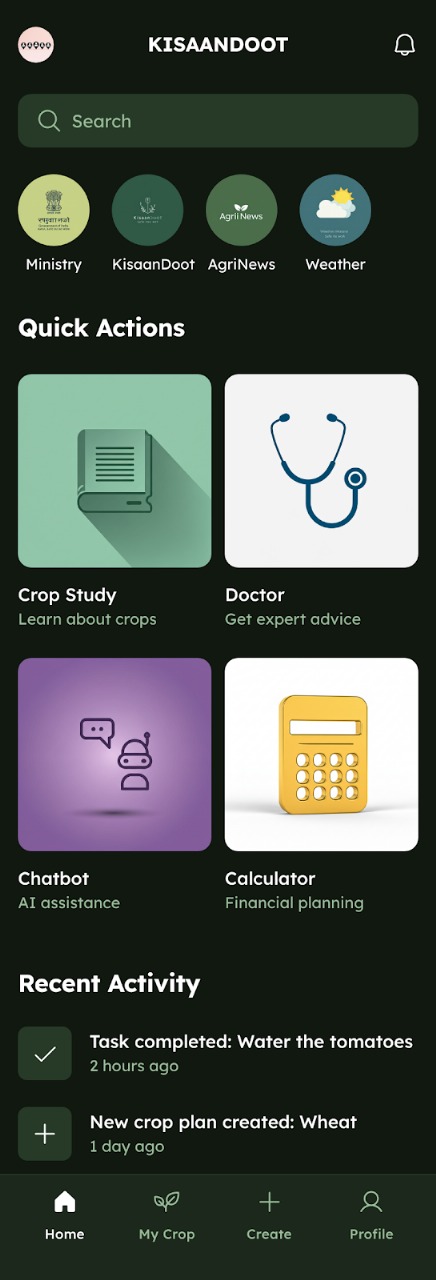 KISAANDOOT
Search
AgriiNews
Ministry
KisaanDoot
AgriNews
Weather
Quick Actions
Crop Study
Learn about crops
Doctor
Get expert advice
Chatbot
AI assistance
Calculator
Financial planning
Recent Activity
Task completed: Water the tomatoes
2 hours ago
New crop plan created: Wheat
1 day ago
Home
My Crop
Create
Profile